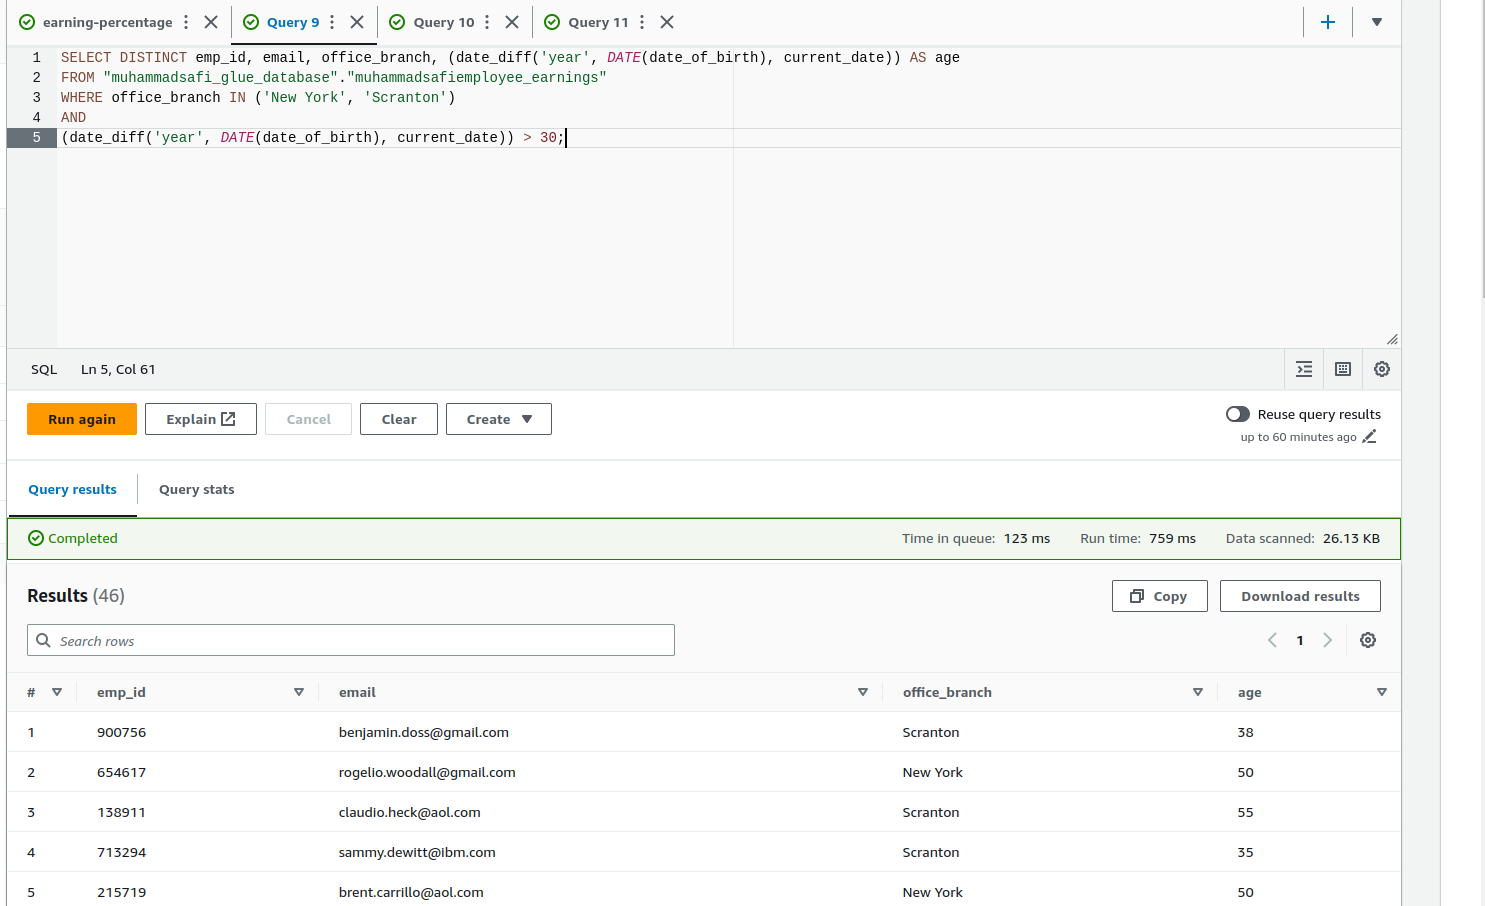 earning-percentage Query 9 Query 10 Query 11
1 SELECT DISTINCT emp_id, email, office_branch, (date_diff('year', DATE(date_of_birth), current_date)) AS age
2 FROM "muhammadsafi_glue_database"."muhammadsafiemployee_earnings"
3 WHERE office_branch IN ('New York', 'Scranton')
4 AND
5 (date_diff('year', DATE(date_of_birth), current_date)) > 30;
SQL Ln 5, Col 61
Run again Explain Cancel Clear Create Reuse query results
up to 60 minutes ago
Query results Query stats
Completed Time in queue: 123 ms Run time: 759 ms Data scanned: 26.13 KB
Results (46) Copy Download results
Search rows 1
# emp_id email office_branch age
1 900756 benjamin.doss@gmail.com Scranton 38
2 654617 rogelio.woodall@gmail.com New York 50
3 138911 claudio.heck@aol.com Scranton 55
4 713294 sammy.dewitt@ibm.com Scranton 35
5 215719 brent.carrillo@aol.com New York 50